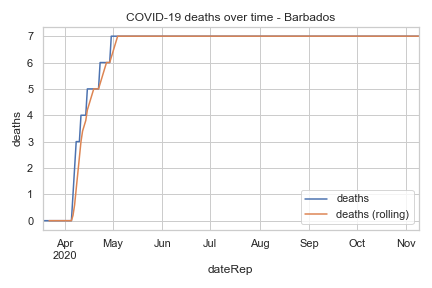 COVID-19 deaths over time - Barbados
deaths
7
6
5
4
3
2
1
0
deaths
deaths (rolling)
Apr
2020
May
Jun
Jul
Aug
Sep
Oct
Nov
dateRep